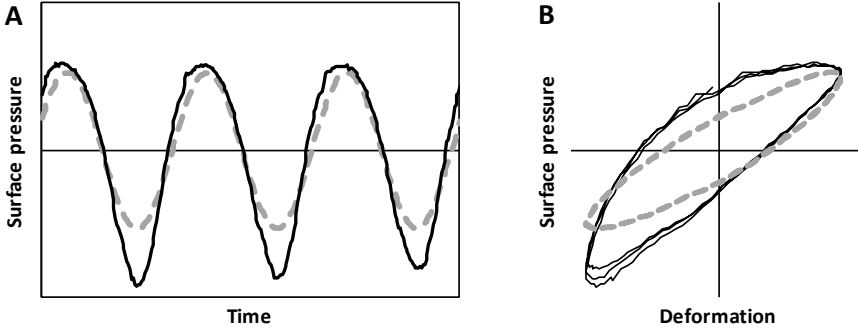 A
Surface pressure
Time
B
Surface pressure
Deformation